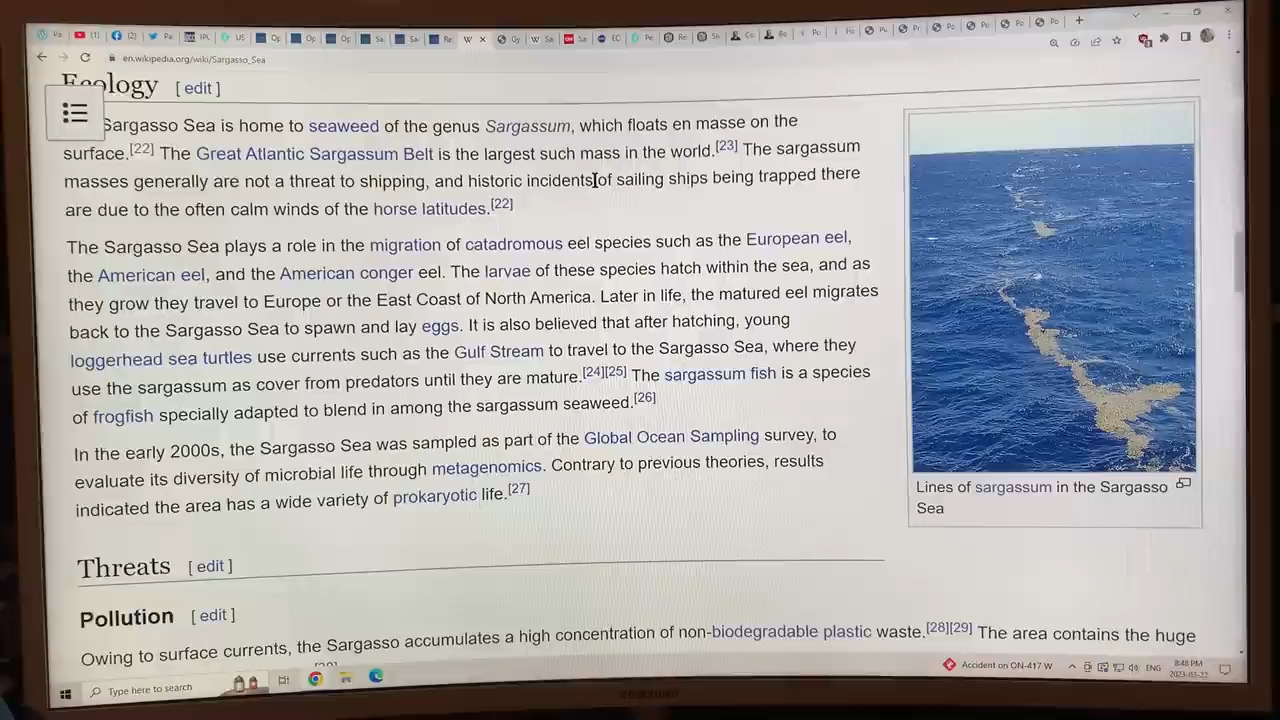 en.wikipedia.org/wiki/Sargasso_Sea
Ecology [ edit ]
Sargasso Sea is home to seaweed of the genus Sargassum, which floats en masse on the
surface.[22] The Great Atlantic Sargassum Belt is the largest such mass in the world.[23] The sargassum
masses generally are not a threat to shipping, and historic incidents of sailing ships being trapped there
are due to the often calm winds of the horse latitudes.[22]
The Sargasso Sea plays a role in the migration of catadromous eel species such as the European eel,
the American eel, and the American conger eel. The larvae of these species hatch within the sea, and as
they grow they travel to Europe or the East Coast of North America. Later in life, the matured eel migrates
back to the Sargasso Sea to spawn and lay eggs. It is also believed that after hatching, young
loggerhead sea turtles use currents such as the Gulf Stream to travel to the Sargasso Sea, where they
use the sargassum as cover from predators until they are mature.[24][25] The sargassum fish is a species
of frogfish specially adapted to blend in among the sargassum seaweed.[26]
In the early 2000s, the Sargasso Sea was sampled as part of the Global Ocean Sampling survey, to
evaluate its diversity of microbial life through metagenomics. Contrary to previous theories, results
indicated the area has a wide variety of prokaryotic life.[27]
Lines of sargassum in the Sargasso
Sea
Threats [ edit ]
Pollution [ edit ]
Owing to surface currents, the Sargasso accumulates a high concentration of non-biodegradable plastic waste.[28][29] The area contains the huge
Type here to search
Accident on ON-417 W
ENG
8:48 PM
2023-03-22